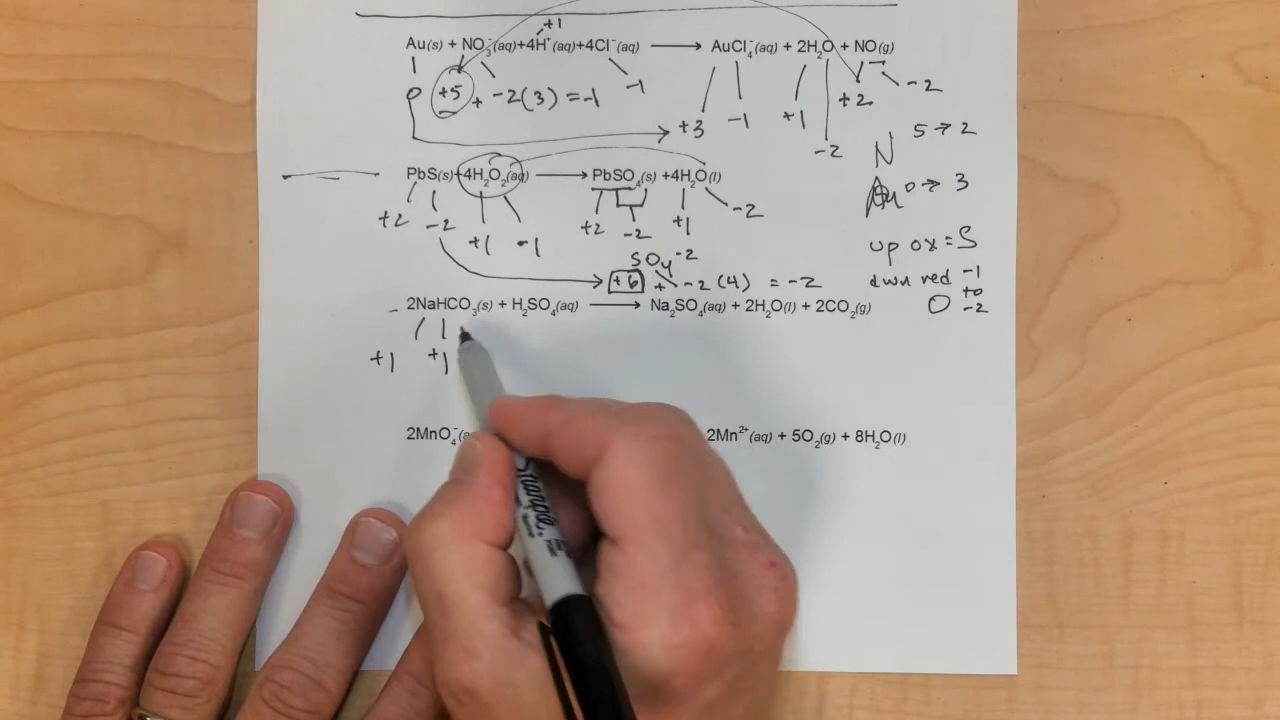 +1
Au(s) + NO₃⁻(aq)+4H⁺(aq)+4Cl⁻(aq) ⟶ AuCl₄⁻(aq) + 2H₂O + NO(g)
0 +5 + -2(3) = -1 -1 +3 -1 +1 -2 +2 -2
N 5→2
Au 0→3
PbS(s)+4H₂O₂(aq) ⟶ PbSO₄(s) +4H₂O(l)
+2 -2 +1 -1 +2 -2 +1 -2
up ox = S
SO₄⁻²
+6 + -2(4) = -2
dwn red -1
O +0 -2
2NaHCO₃(s) + H₂SO₄(aq) ⟶ Na₂SO₄(aq) + 2H₂O(l) + 2CO₂(g)
+1 +1
2MnO₄⁻(a 2Mn²⁺(aq) + 5O₂(g) + 8H₂O(l)
Sharpie